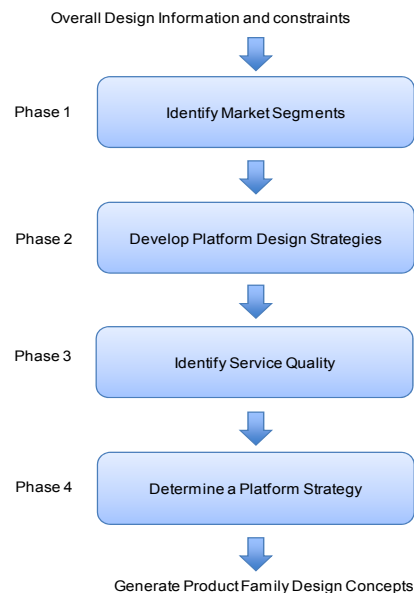 Overall Design Information and constraints
Phase 1
Identify Market Segments
Phase 2
Develop Platform Design Strategies
Phase 3
Identify Service Quality
Phase 4
Determine a Platform Strategy
Generate Product Family Design Concepts